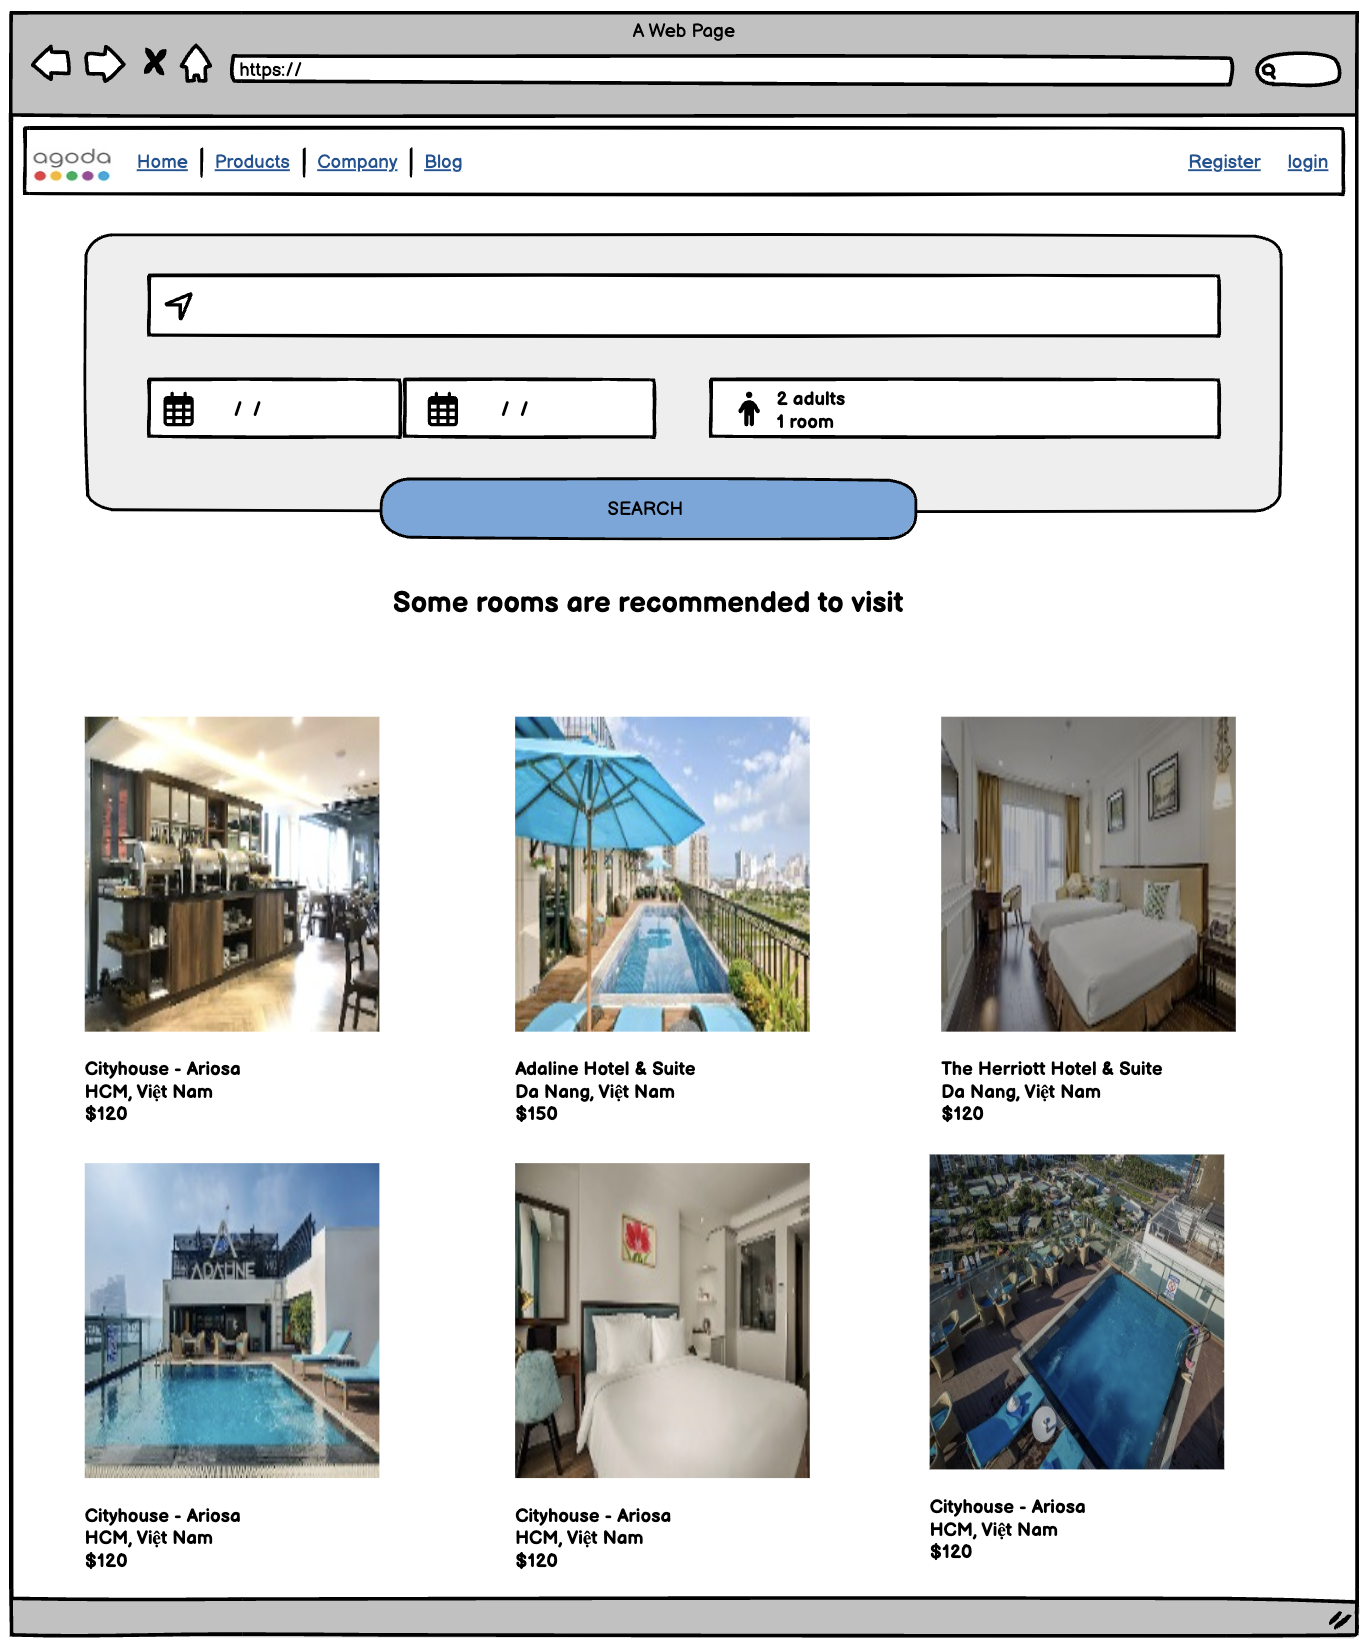 A Web Page
https://
agoda
Home Products Company Blog Register login
/ / / / 2 adults
1 room
SEARCH
Some rooms are recommended to visit
Cityhouse - Ariosa
HCM, Việt Nam
$120
Adaline Hotel & Suite
Da Nang, Việt Nam
$150
The Herriott Hotel & Suite
Da Nang, Việt Nam
$120
ADALINE
Cityhouse - Ariosa
HCM, Việt Nam
$120
Cityhouse - Ariosa
HCM, Việt Nam
$120
Cityhouse - Ariosa
HCM, Việt Nam
$120